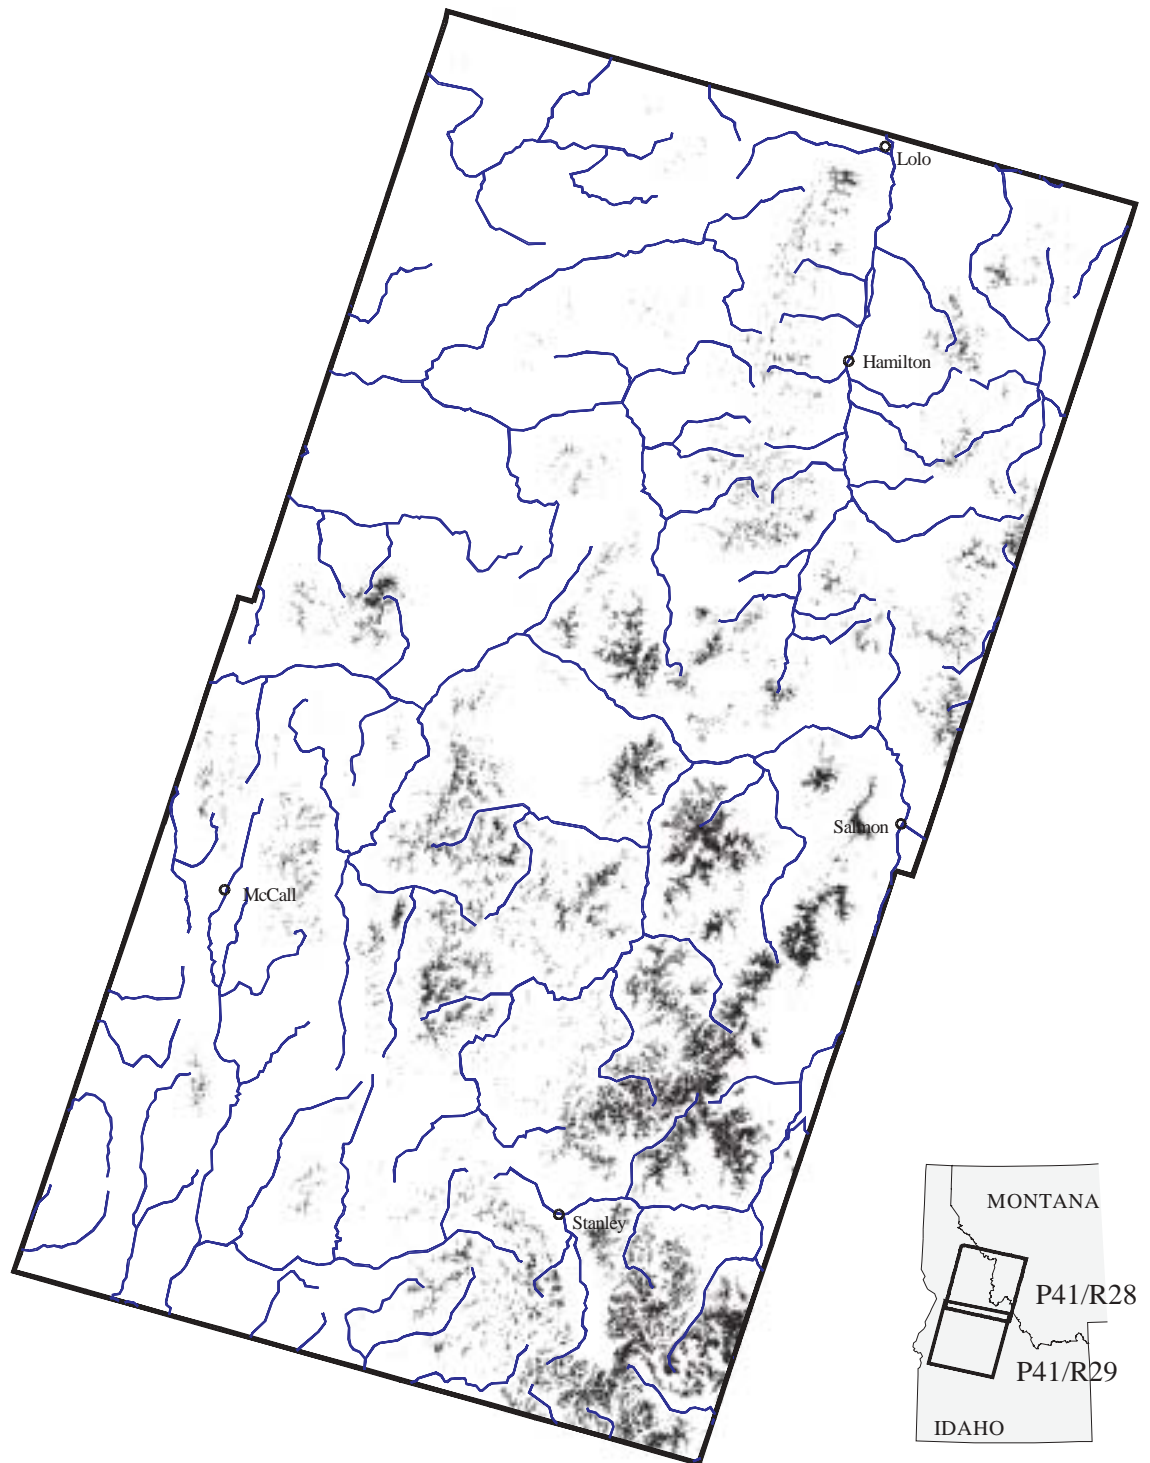 Lolo
Hamilton
Salmon
McCall
Stanley
MONTANA
P41/R28
P41/R29
IDAHO